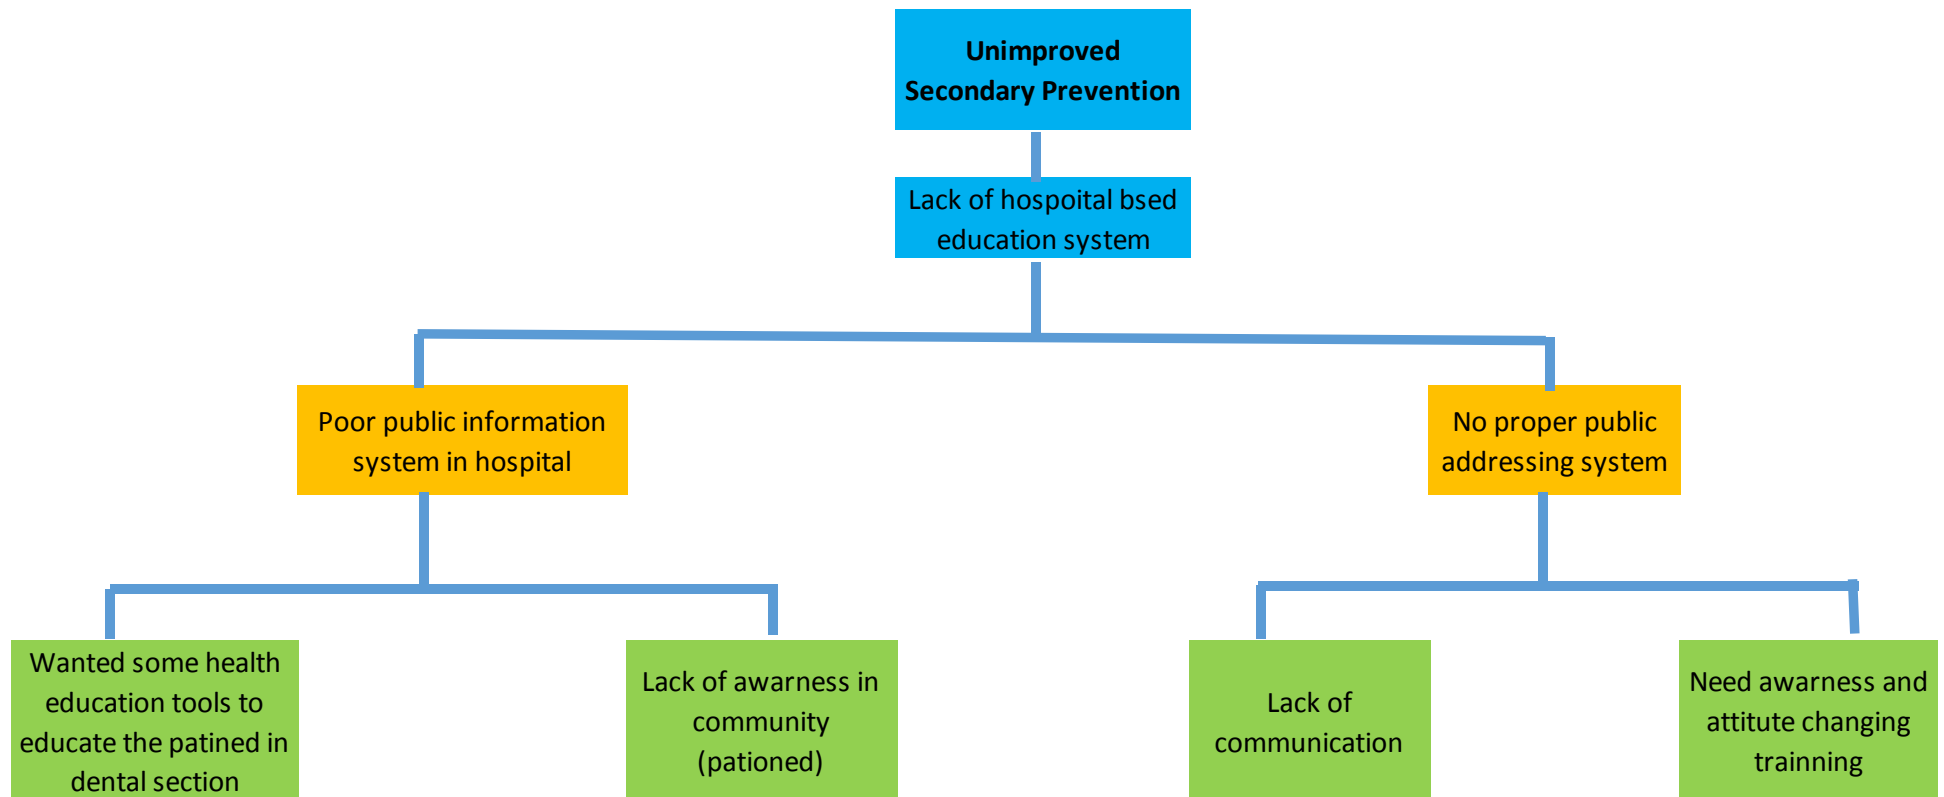 Unimproved
Secondary Prevention
Lack of hospoital bsed
education system
Poor public information
system in hospital
No proper public
addressing system
Wanted some health
education tools to
educate the patined in
dental section
Lack of awarness in
community
(pationed)
Lack of
communication
Need awarness and
attitute changing
trainning